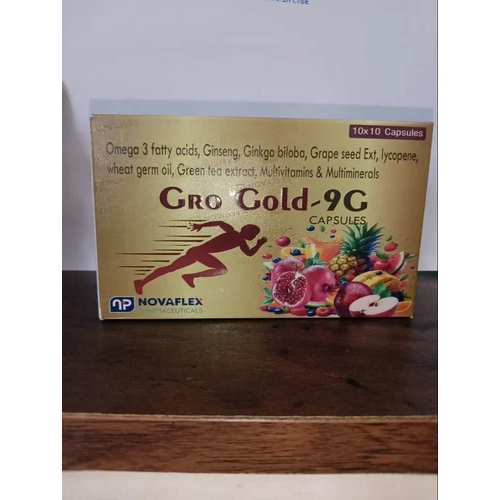 10x10 Capsules
Omega 3 fatty acids, Ginseng, Ginkgo biloba, Grape seed Ext, lycopene,
wheat germ oil, Green tea extract, Multivitamins & Multiminerals
GRO GOLD-9G
CAPSULES
NP NOVAFLEX
PHARMACEUTICALS